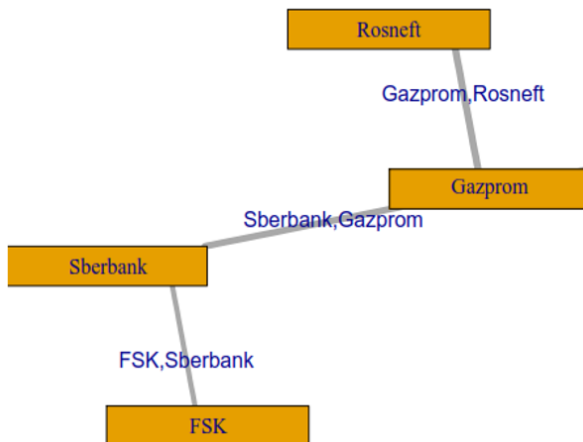 Rosneft
Gazprom,Rosneft
Gazprom
Sberbank,Gazprom
Sberbank
FSK,Sberbank
FSK